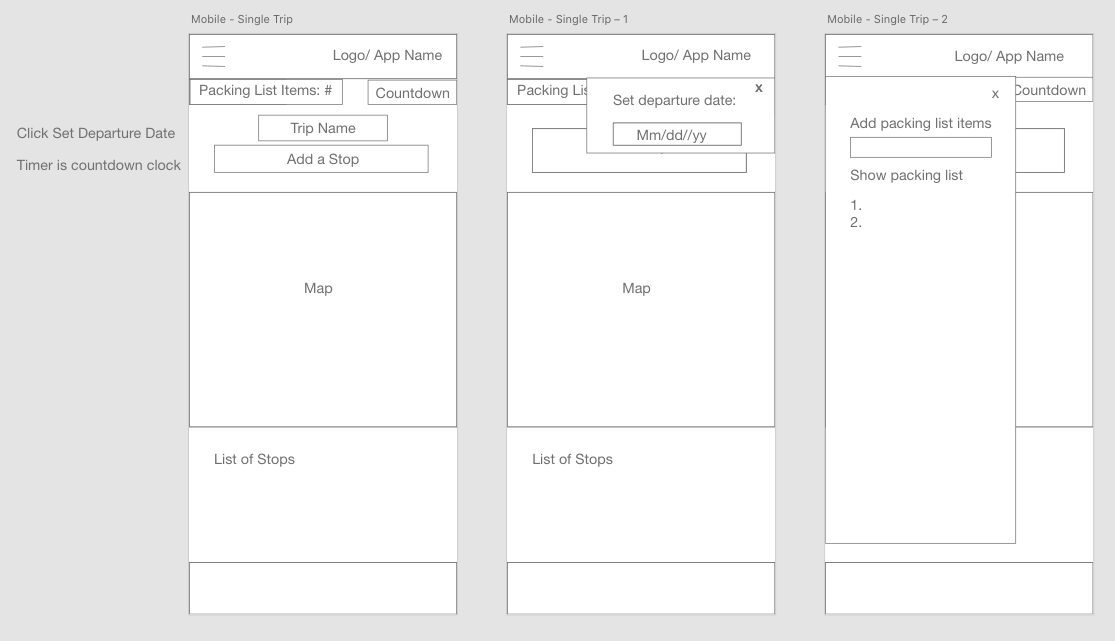 Mobile - Single Trip
Mobile - Single Trip – 1
Mobile - Single Trip – 2
Logo/ App Name
Logo/ App Name
Logo/ App Name
Packing List Items: #
Countdown
Packing Lis
Set departure date:
x
Mm/dd//yy
x
Countdown
Click Set Departure Date
Timer is countdown clock
Trip Name
Add a Stop
Add packing list items
Show packing list
1.
2.
Map
Map
List of Stops
List of Stops